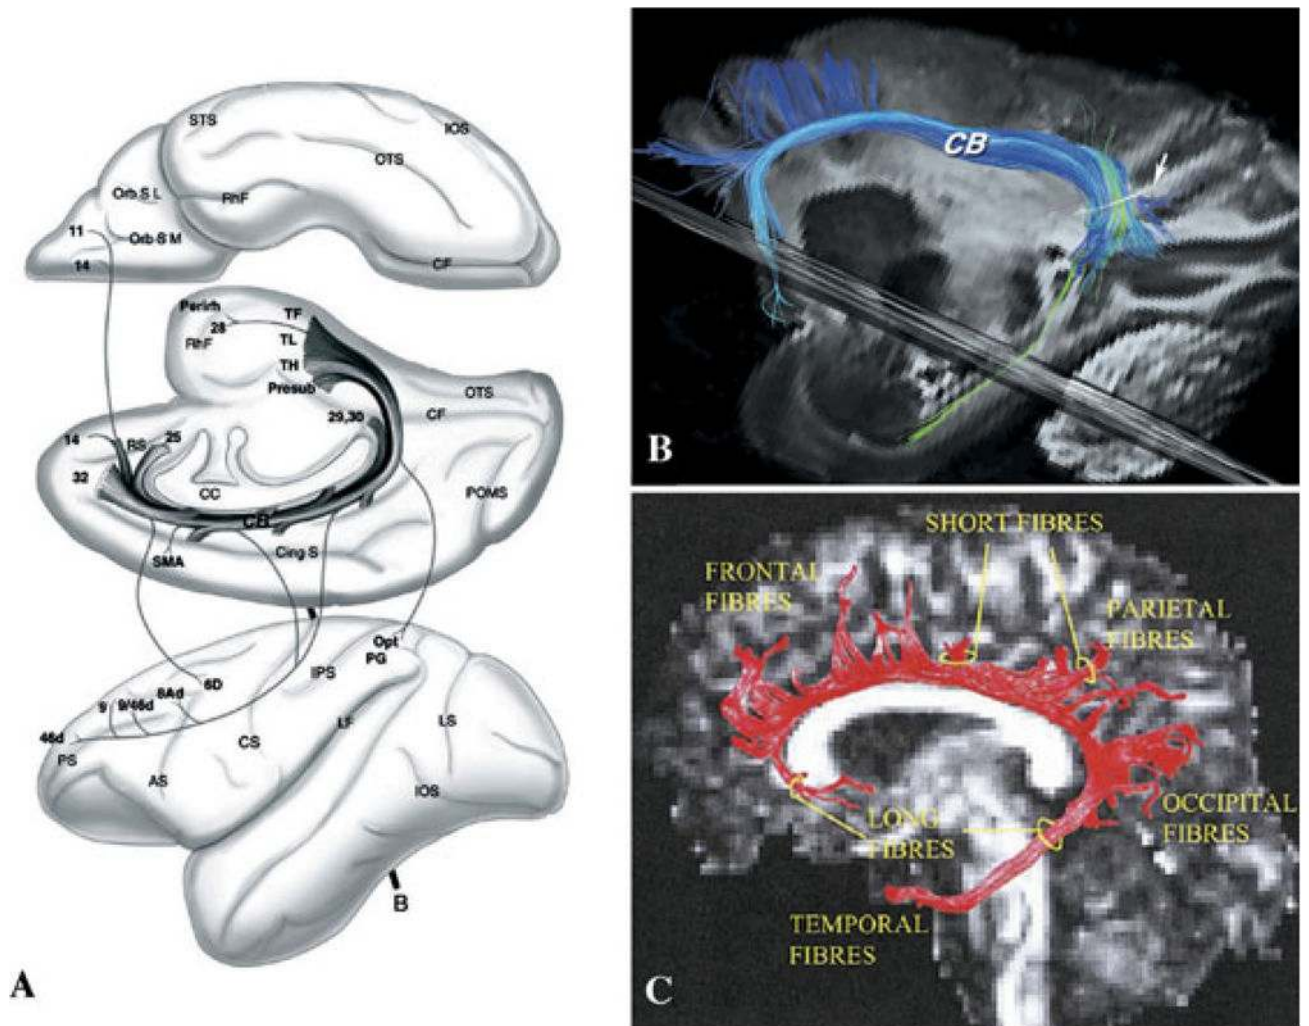 STS
IOS
OTS
Orb S L
RhF
11
Orb S M
14
CF
Perirh
TF
28
RhF
TL
TH
Presub
OTS
29,30
CF
14
RS
25
32
CC
POMS
CB
Cing S
SMA
Opt
PG
IPS
6D
8Ad
9
9/46d
46d
LF
LS
CS
PS
AS
IOS
B
A
CB
B
SHORT FIBRES
FRONTAL
FIBRES
PARIETAL
FIBRES
LONG
FIBRES
OCCIPITAL
FIBRES
TEMPORAL
FIBRES
C